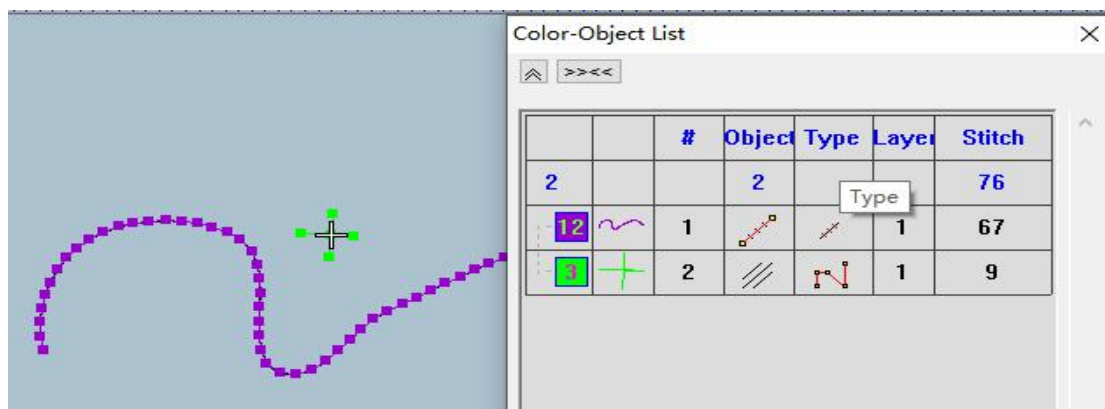 Color-Object List
>><<
# Object Type Layer Stitch
2 2 76
Type
12 1 1 67
3 2 1 9